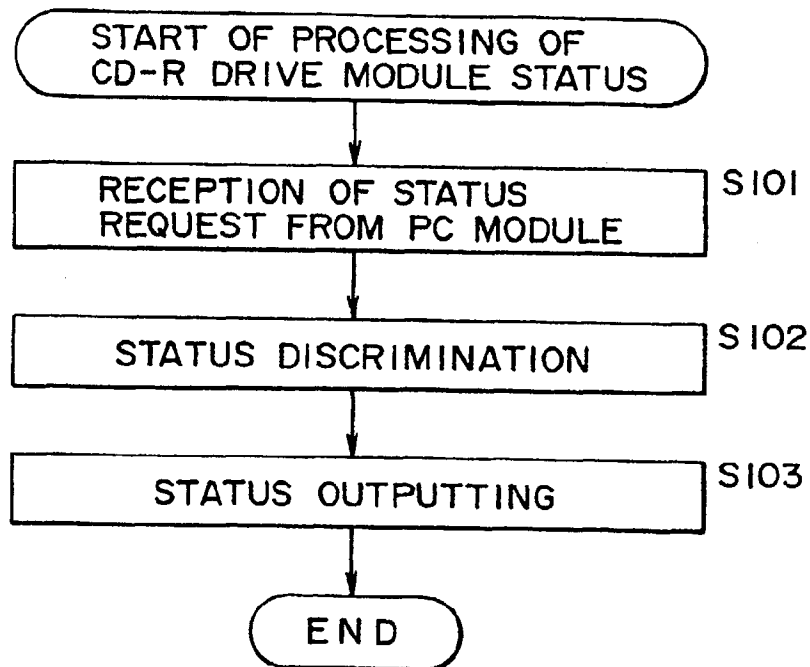 START OF PROCESSING OF
CD-R DRIVE MODULE STATUS
RECEPTION OF STATUS
REQUEST FROM PC MODULE
S101
STATUS DISCRIMINATION
S102
STATUS OUTPUTTING
S103
END